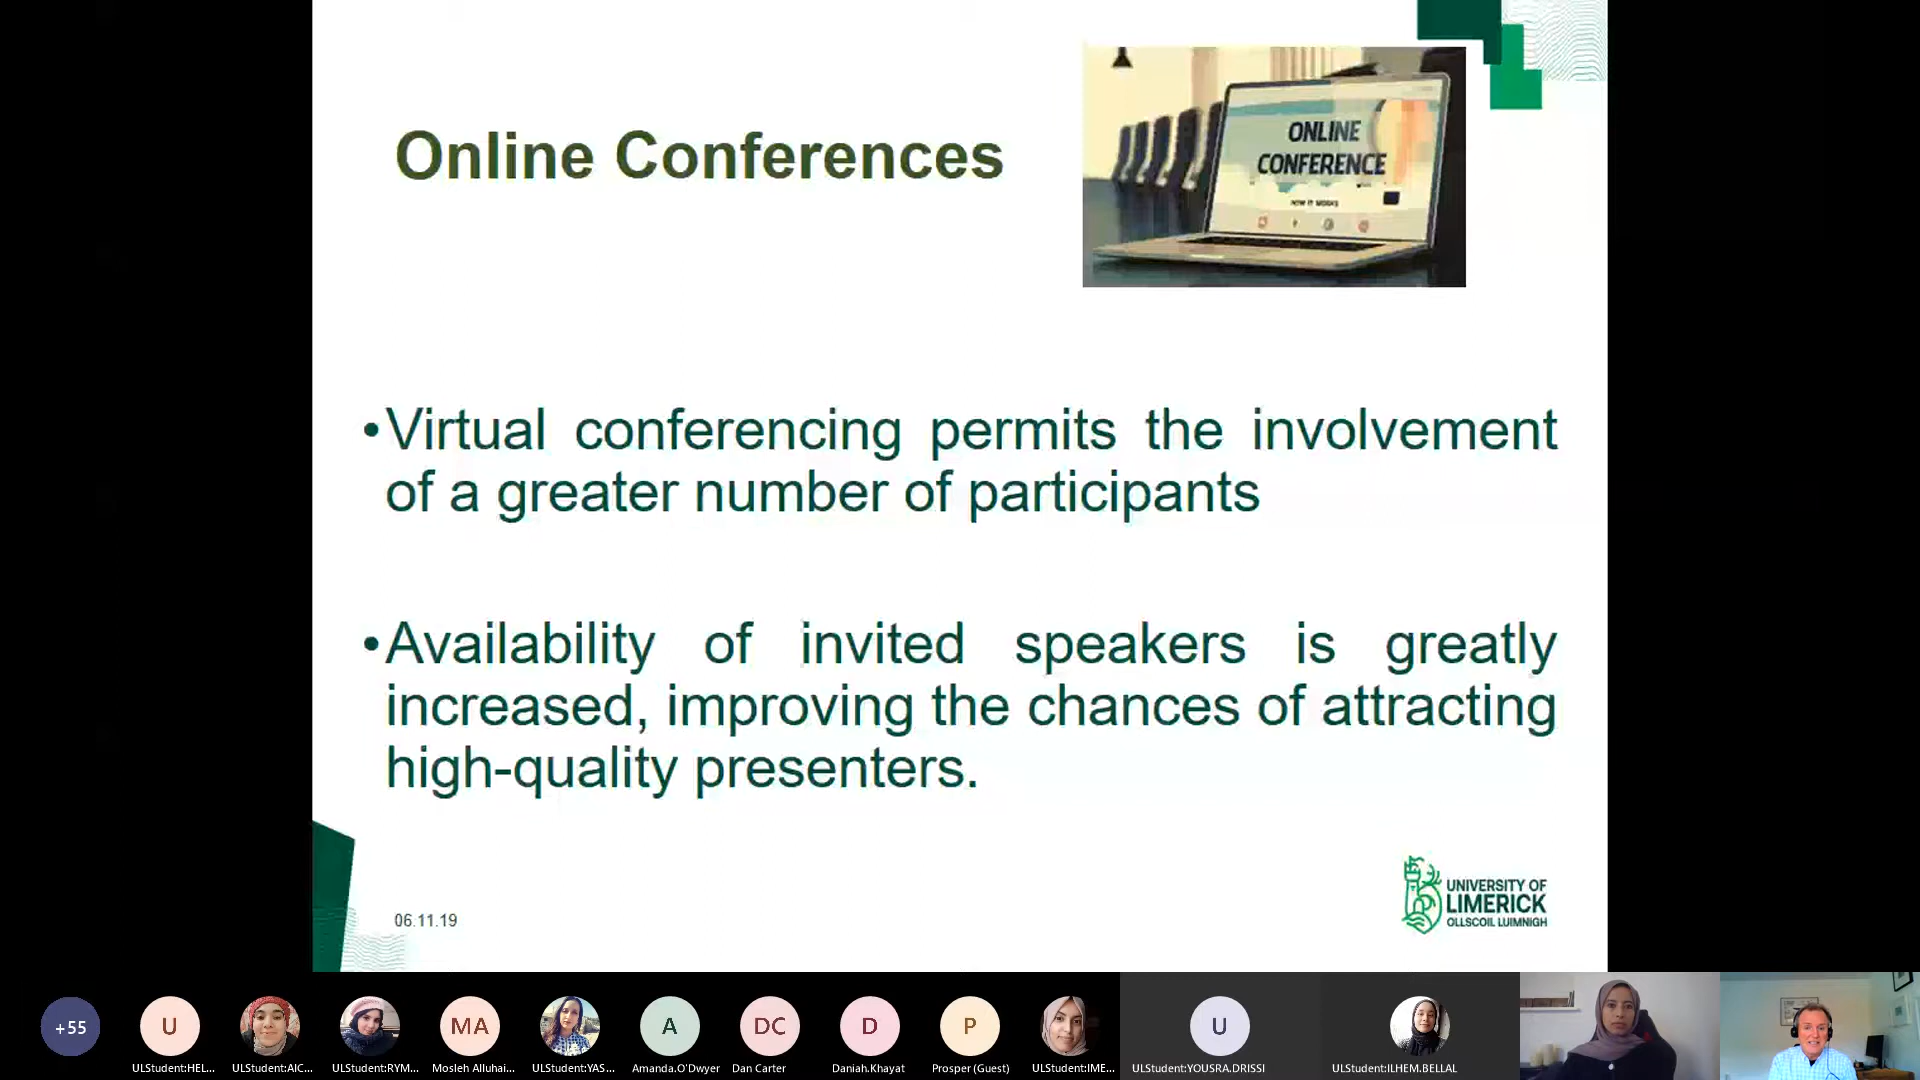 Online Conferences
ONLINE
CONFERENCE
HOW IT WORKS
•Virtual conferencing permits the involvement
of a greater number of participants
•Availability of invited speakers is greatly
increased, improving the chances of attracting
high-quality presenters.
06.11.19
UNIVERSITY OF
LIMERICK
OLLSCOIL LUIMNIGH
+55
U
MA
A
DC
D
P
U
ULStudent:HEL...
ULStudent:AIC...
ULStudent:RYM...
Mosleh Alluhai...
ULStudent:YAS...
Amanda.O'Dwyer
Dan Carter
Daniah.Khayat
Prosper (Guest)
ULStudent:IME...
ULStudent:YOUSRA.DRISSI
ULStudent:ILHEM.BELLAL